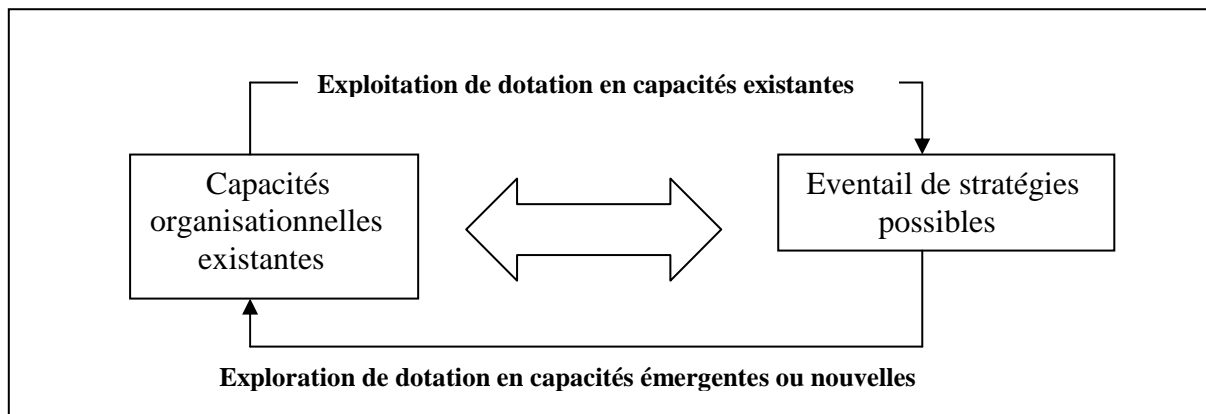 Exploitation de dotation en capacités existantes
Capacités
organisationnelles
existantes
Eventail de stratégies
possibles
Exploration de dotation en capacités émergentes ou nouvelles